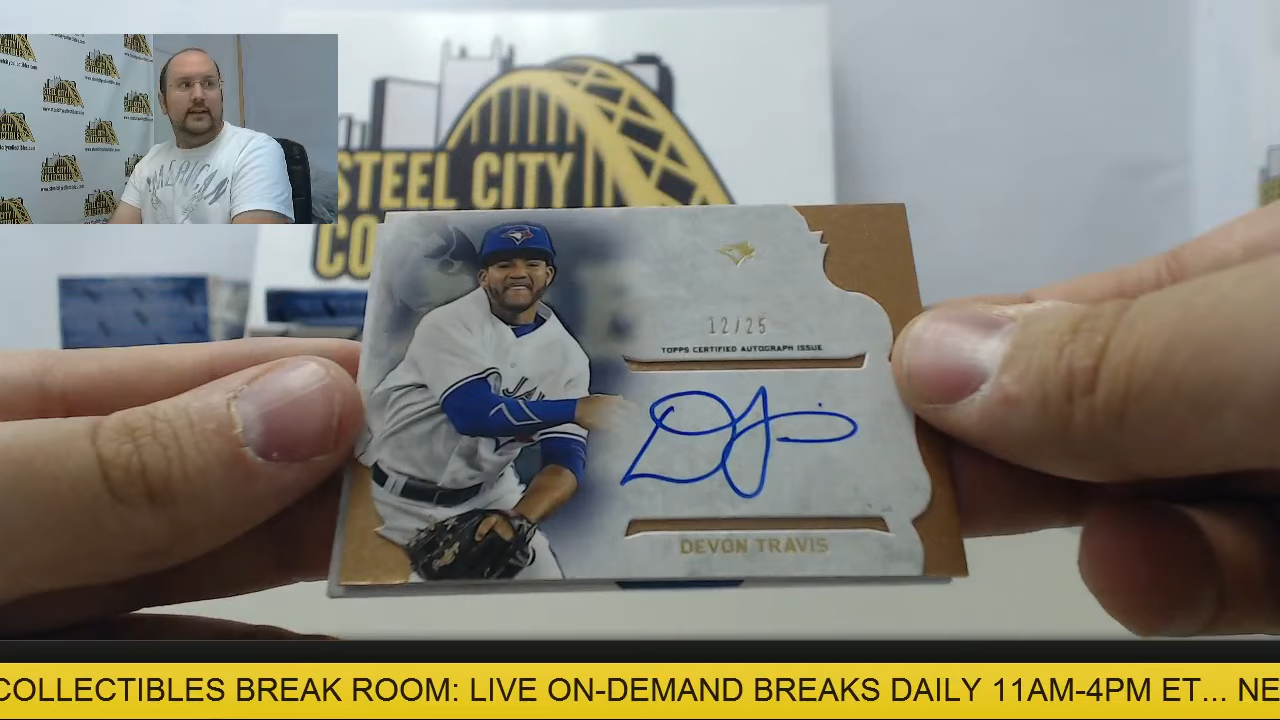 STEEL CITY
CO
12/25
TOPPS CERTIFIED AUTOGRAPH ISSUE
JAY
DEVON TRAVIS
COLLECTIBLES BREAK ROOM: LIVE ON-DEMAND BREAKS DAILY 11AM-4PM ET... NE